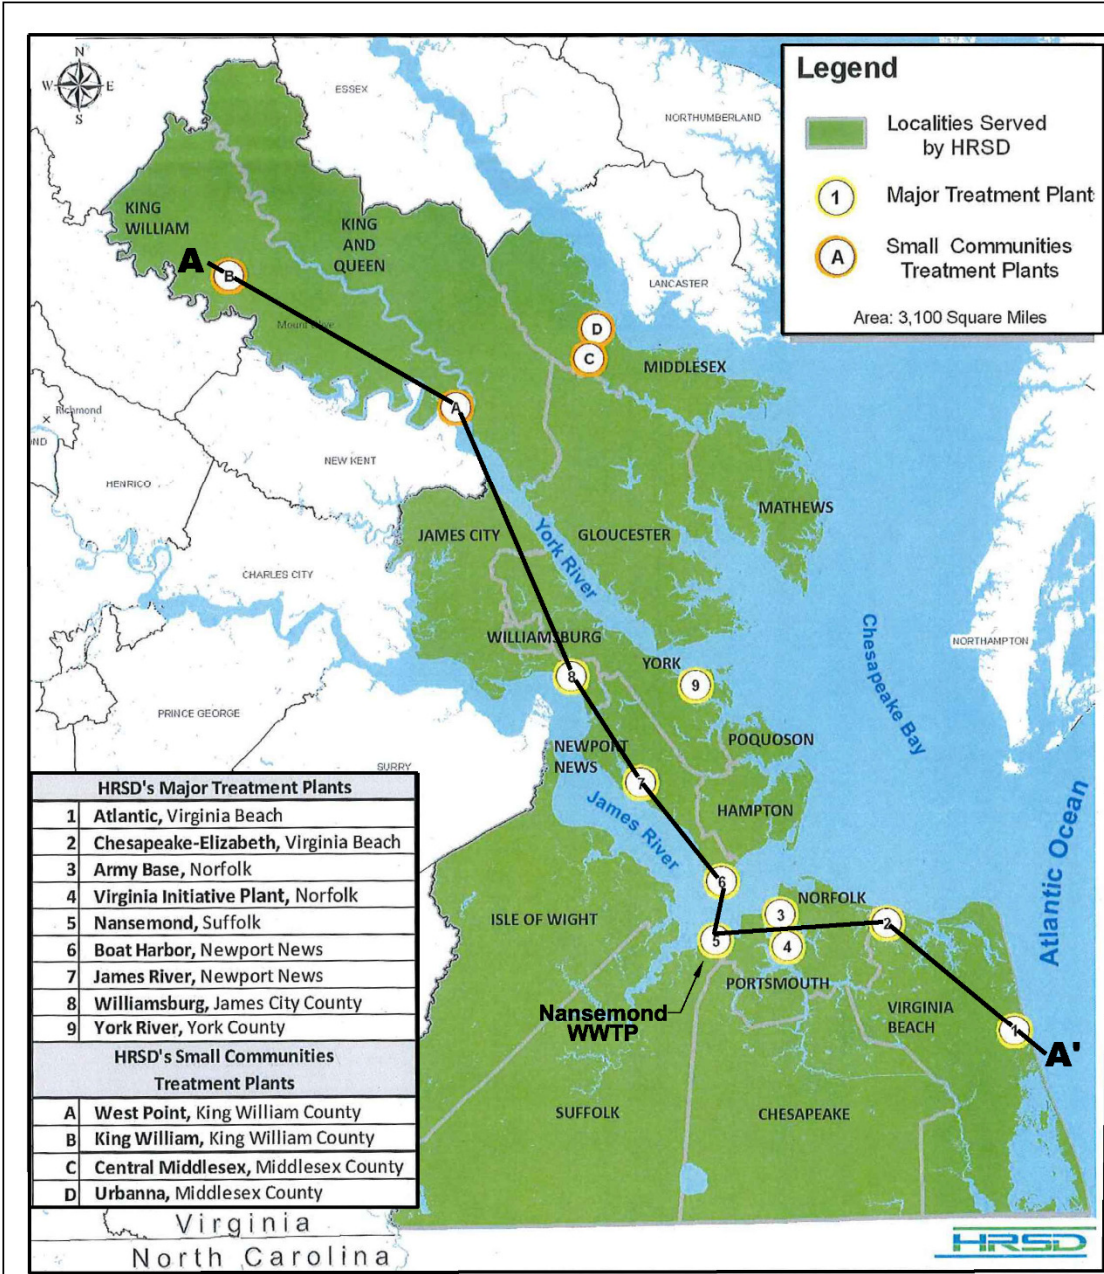 N
W E
S
ESSEX
NORTHUMBERLAND
Legend
Localities Served
by HRSD
1 Major Treatment Plant
A Small Communities
Treatment Plants
Area: 3,100 Square Miles
KING
WILLIAM
KING
AND
QUEEN
A
B
LANCASTER
D
C
MIDDLESEX
A
Richmond
NEW KENT
HENRICO
MATHEWS
JAMES CITY
GLOUCESTER
York River
CHARLES CITY
Chesapeake Bay
WILLIAMSBURG
NORTHAMPTON
YORK
8
9
PRINCE GEORGE
POQUOSON
NEWPORT
NEWS
SURRY
7
HAMPTON
James River
Atlantic Ocean
6
NORFOLK
ISLE OF WIGHT
3
2
5
4
PORTSMOUTH
Nansemond
WWTP
VIRGINIA
BEACH
1
A'
SUFFOLK
CHESAPEAKE
HRSD's Major Treatment Plants
1 Atlantic, Virginia Beach
2 Chesapeake-Elizabeth, Virginia Beach
3 Army Base, Norfolk
4 Virginia Initiative Plant, Norfolk
5 Nansemond, Suffolk
6 Boat Harbor, Newport News
7 James River, Newport News
8 Williamsburg, James City County
9 York River, York County
HRSD's Small Communities
Treatment Plants
A West Point, King William County
B King William, King William County
C Central Middlesex, Middlesex County
D Urbanna, Middlesex County
Virginia
North Carolina
HRSD